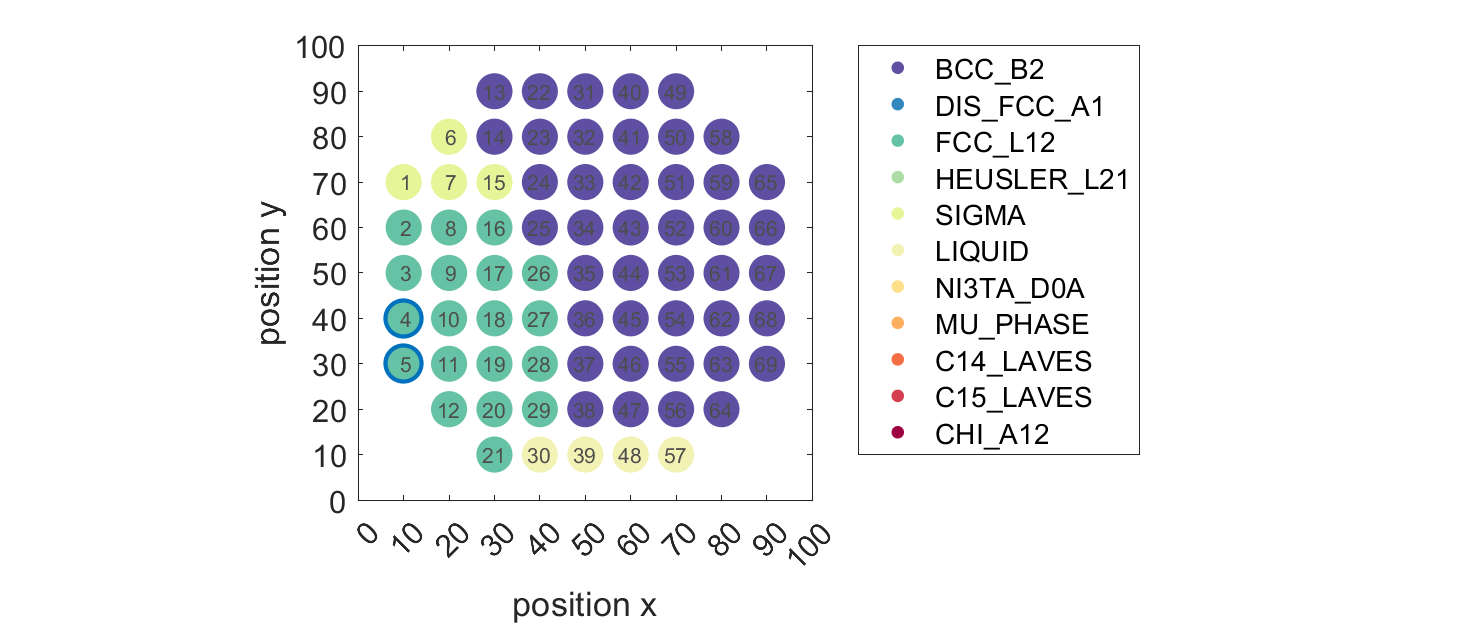 100
90
80
70
60
50
40
30
20
10
0
position y
13 22 31 40 49
6 14 23 32 41 50 58
1 7 15 24 33 42 51 59 65
2 8 16 25 34 43 52 60 66
3 9 17 26 35 44 53 61 67
4 10 18 27 36 45 54 62 68
5 11 19 28 37 46 55 63 69
12 20 29 38 47 56 64
21 30 39 48 57
0 10 20 30 40 50 60 70 80 90 100
position x
BCC_B2
DIS_FCC_A1
FCC_L12
HEUSLER_L21
SIGMA
LIQUID
NI3TA_D0A
MU_PHASE
C14_LAVES
C15_LAVES
CHI_A12